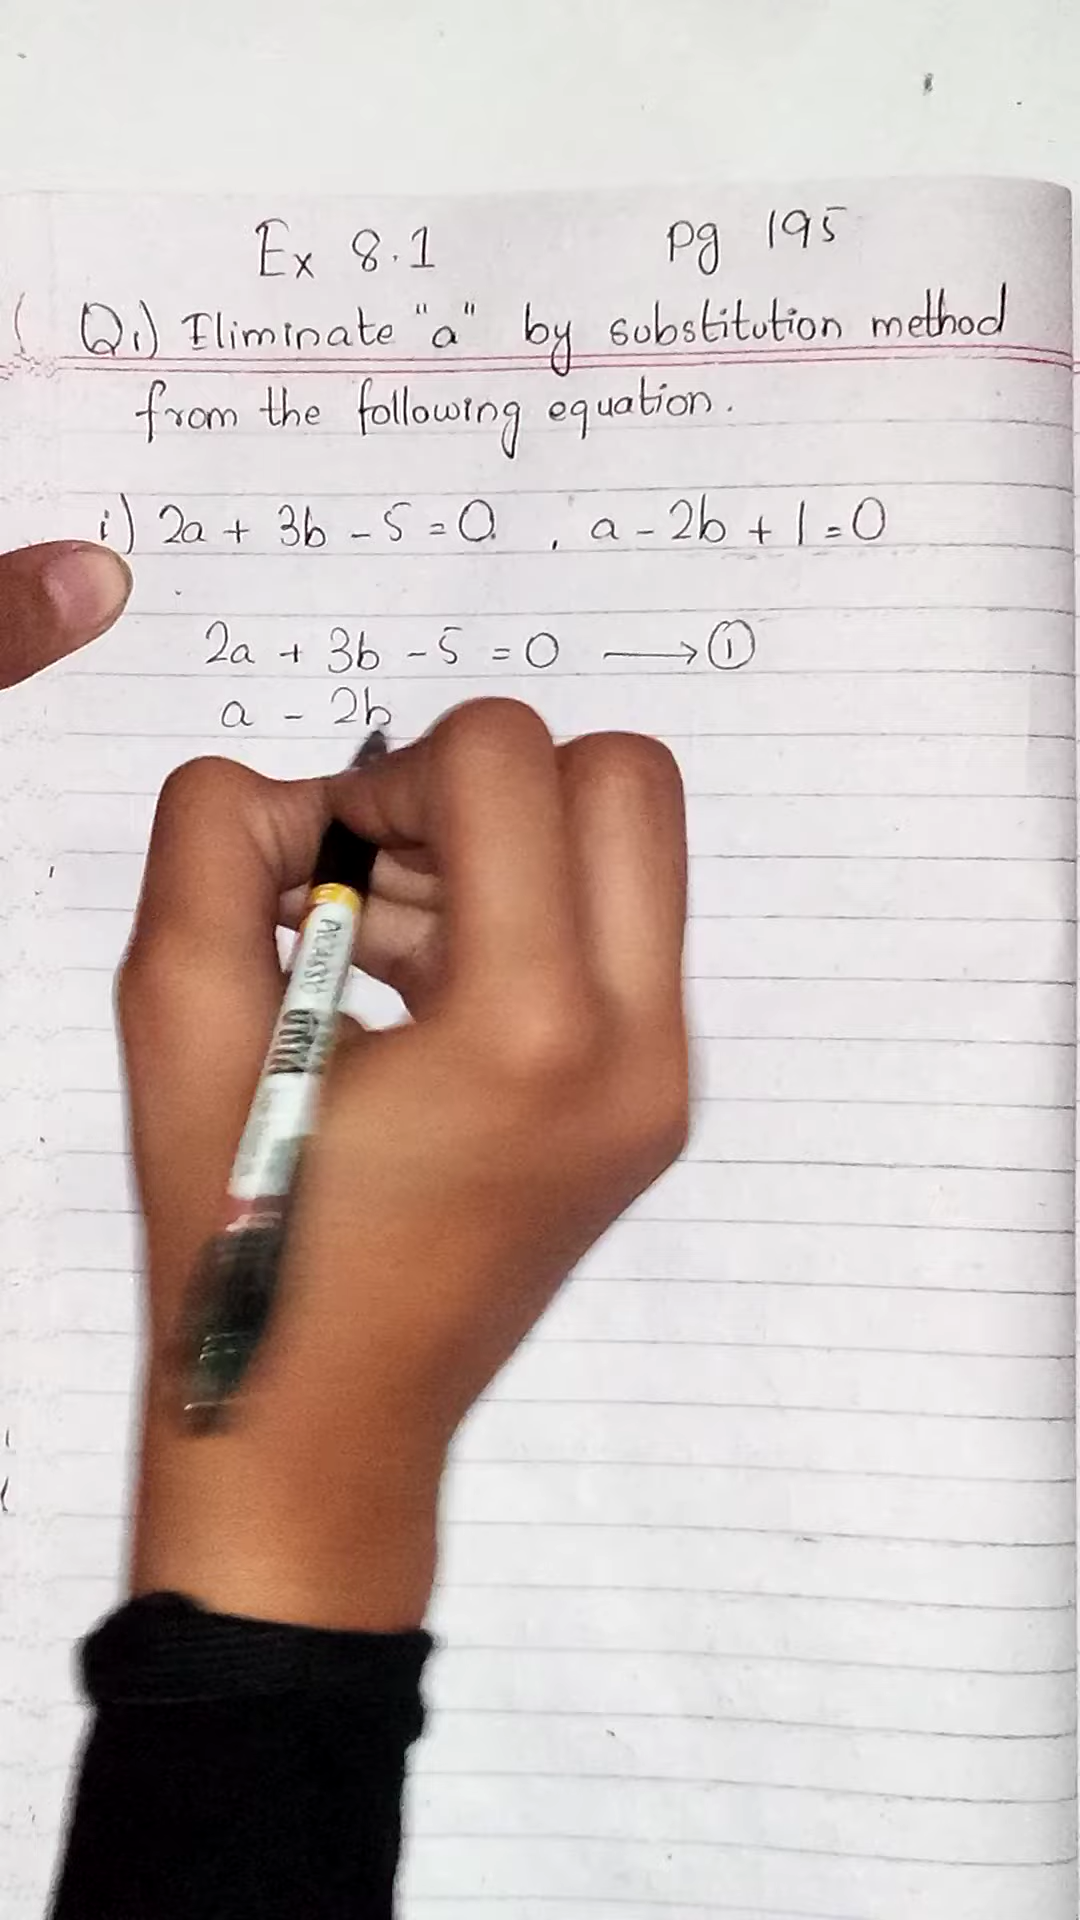 Ex 8.1 pg 195
Q1) Iliminate "a" by substitution method
from the following equation.
i) 2a + 3b - 5 = 0 , a - 2b + 1 = 0
2a + 3b - 5 = 0 ⟶ ①
a - 2b